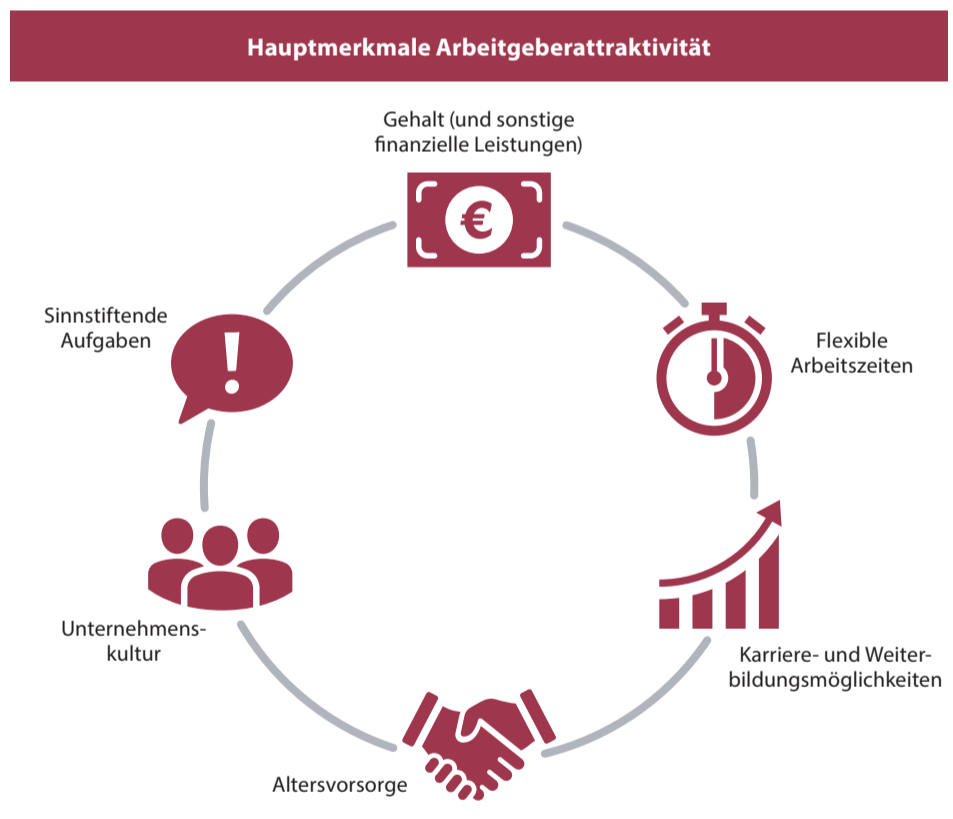 Hauptmerkmale Arbeitgeberattraktivität
Gehalt (und sonstige
finanzielle Leistungen)
€
Flexible
Arbeitszeiten
Karriere- und Weiter-
bildungsmöglichkeiten
Altersvorsorge
Unternehmens-
kultur
Sinnstiftende
Aufgaben
!